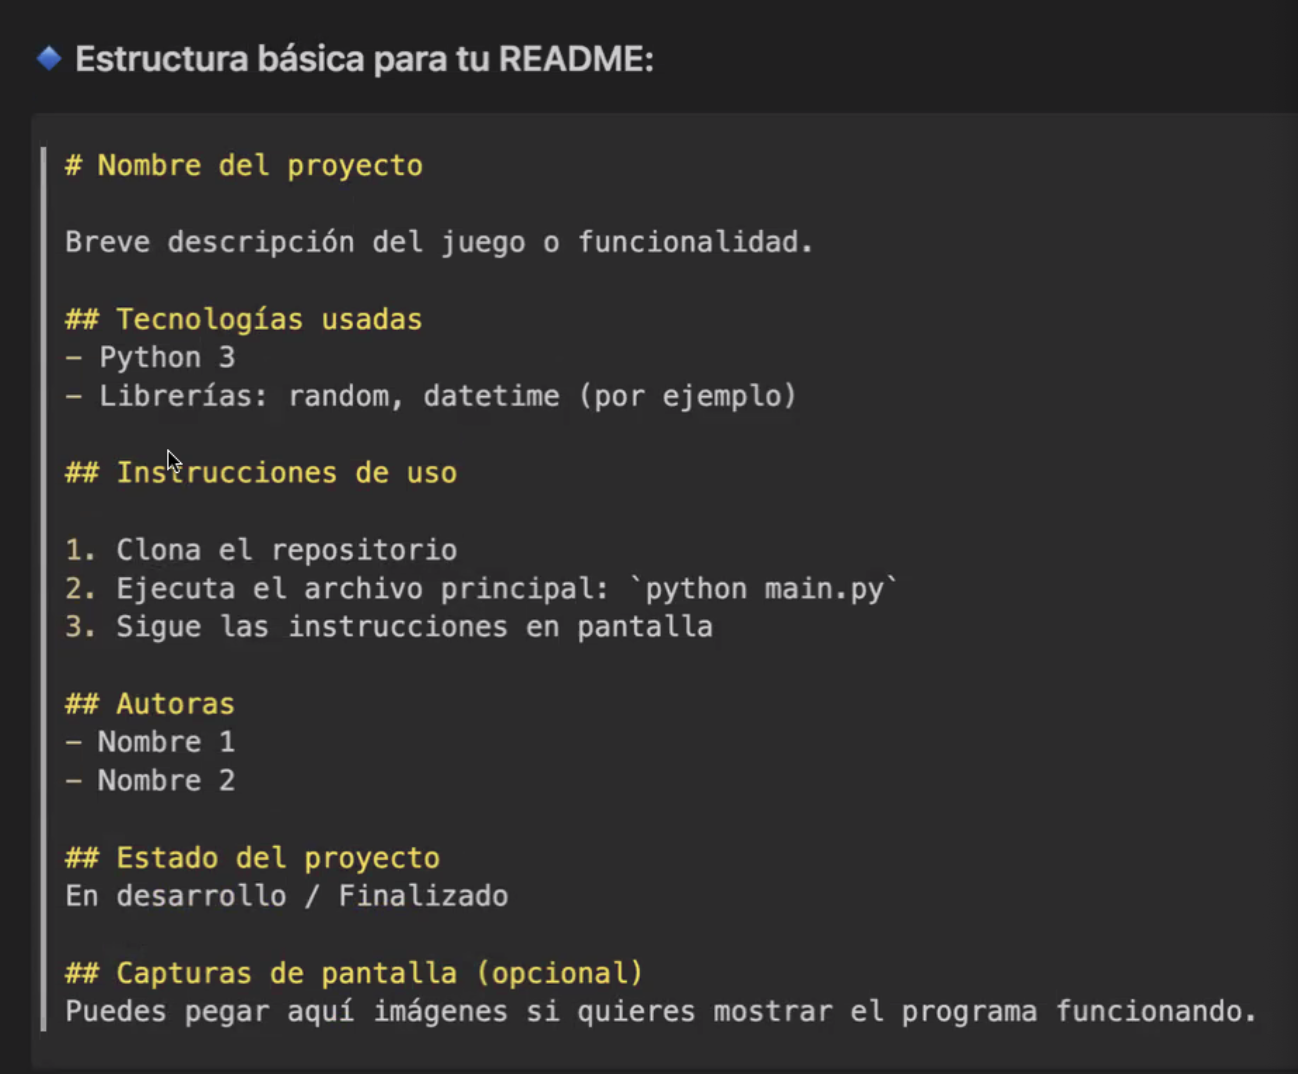 Estructura básica para tu README:
# Nombre del proyecto
Breve descripción del juego o funcionalidad.
## Tecnologías usadas
- Python 3
- Librerías: random, datetime (por ejemplo)
## Instrucciones de uso
1. Clona el repositorio
2. Ejecuta el archivo principal: `python main.py`
3. Sigue las instrucciones en pantalla
## Autoras
- Nombre 1
- Nombre 2
## Estado del proyecto
En desarrollo / Finalizado
## Capturas de pantalla (opcional)
Puedes pegar aquí imágenes si quieres mostrar el programa funcionando.